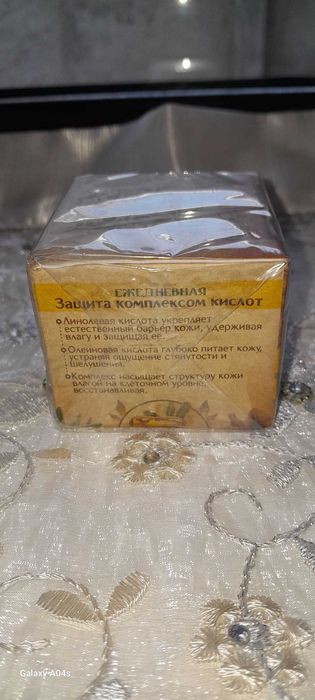 ЕЖЕДНЕВНАЯ
ЗАЩИТА КОМПЛЕКСОМ КИСЛОТ
Линолевая кислота укрепляет
естественный барьер кожи, удерживая
влагу и защищая её.
Олеиновая кислота глубоко питает кожу,
устраняя ощущение стянутости и
шелушения.
Комплекс насыщает структуру кожи
влагой на клеточном уровне,
восстанавливая.
Galaxy A04s